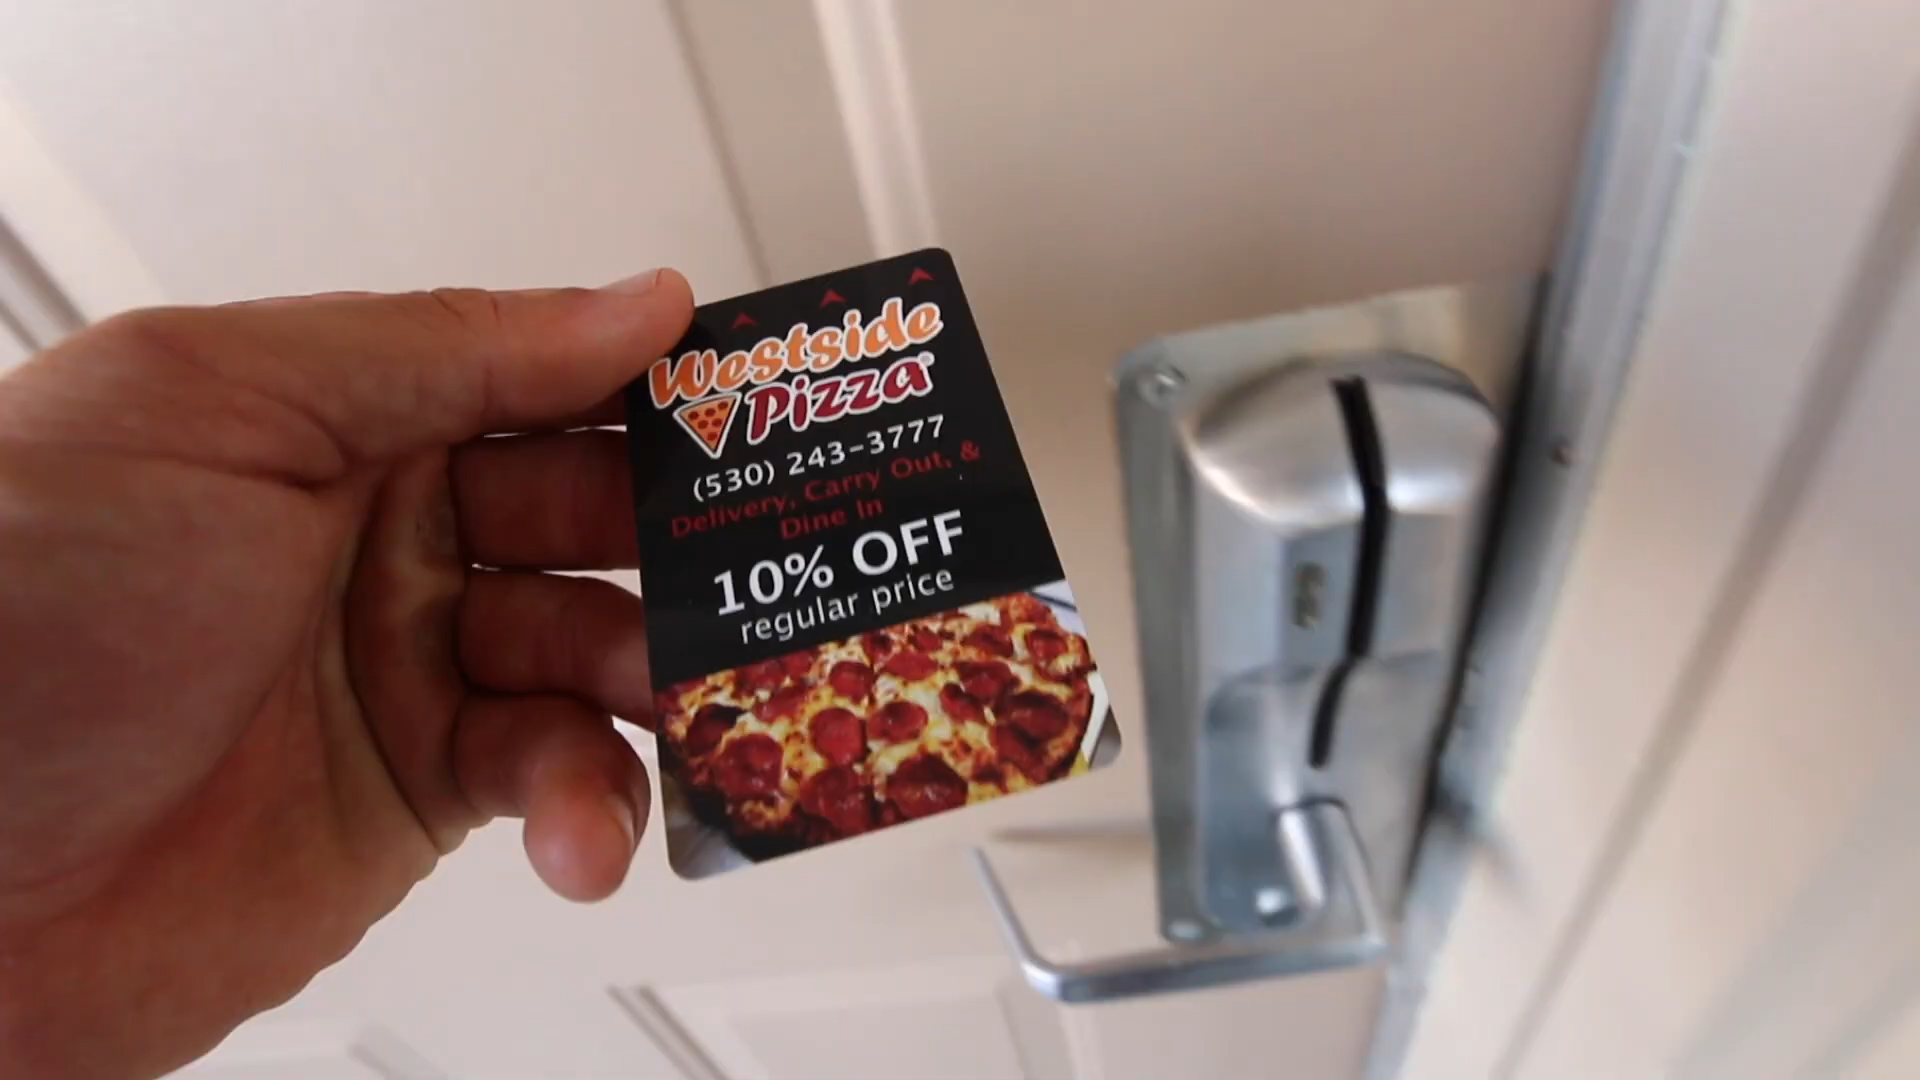 Westside
Pizza
(530) 243-3777
Delivery, Carry Out, &
Dine In
10% OFF
regular price